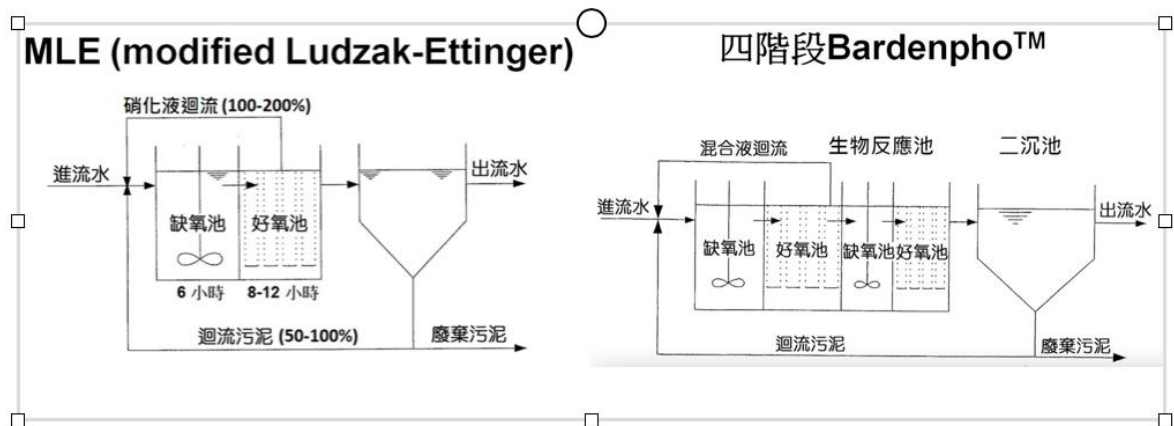 MLE (modified Ludzak-Ettinger)
硝化液迴流 (100-200%)
進流水
出流水
缺氧池
好氧池
6 小時
8-12 小時
迴流污泥 (50-100%)
廢棄污泥
四階段Bardenpho™
混合液迴流
生物反應池
二沉池
進流水
出流水
缺氧池
好氧池
缺氧池
好氧池
迴流污泥
廢棄污泥